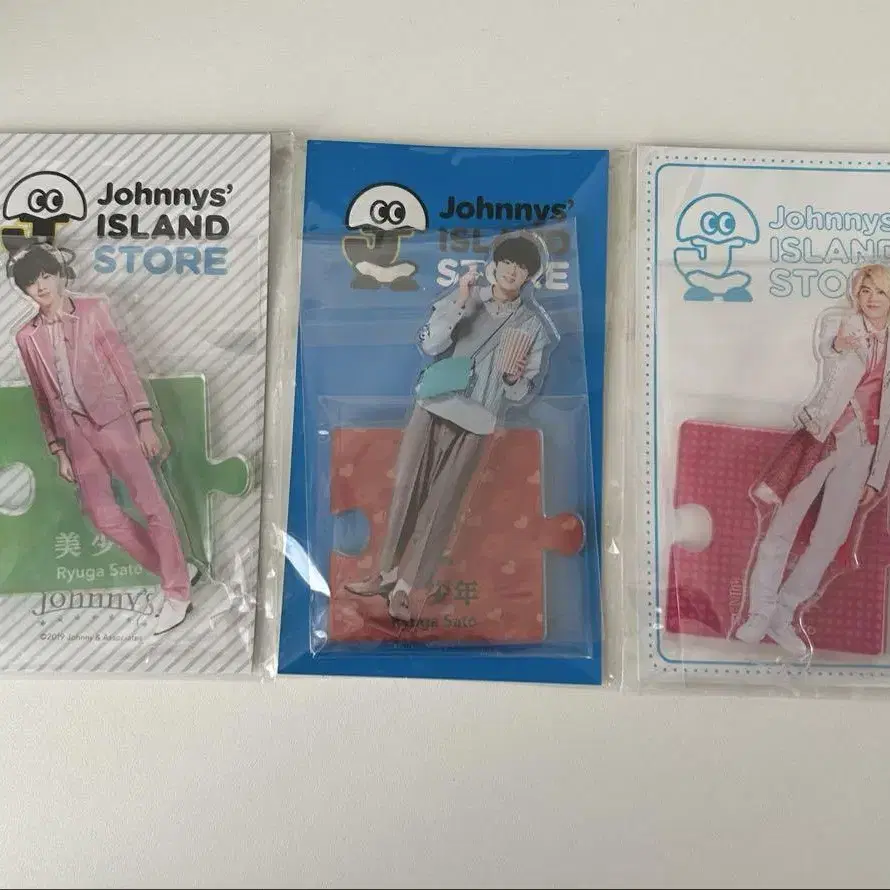 Johnnys'
ISLAND
STORE
美 少
Ryuga Sato
Johnny's
©2019 Johnny & Associates
Johnnys'
ISLAND
STORE
少年
Ryuga Sato
Johnnys
ISLAND
STO